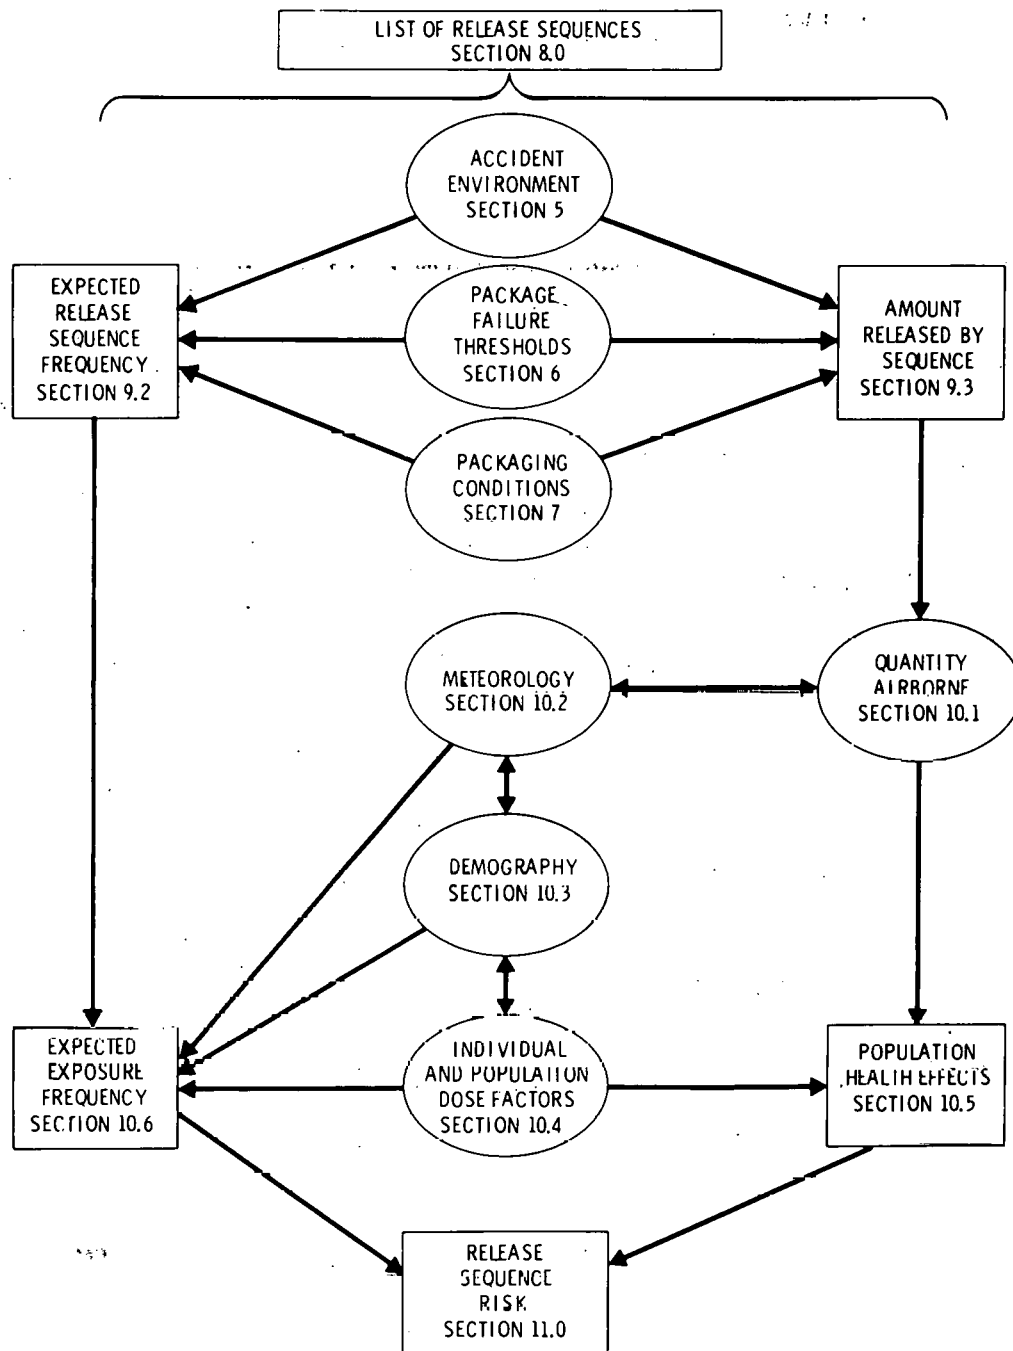 LIST OF RELEASE SEQUENCES
SECTION 8.0
ACCIDENT
ENVIRONMENT
SECTION 5
EXPECTED
RELEASE
SEQUENCE
FREQUENCY
SECTION 9.2
PACKAGE
FAILURE
THRESHOLDS
SECTION 6
AMOUNT
RELEASED BY
SEQUENCE
SECTION 9.3
PACKAGING
CONDITIONS
SECTION 7
METEOROLOGY
SECTION 10.2
QUANTITY
AIRBORNE
SECTION 10.1
DEMOGRAPHY
SECTION 10.3
EXPECTED
EXPOSURE
FREQUENCY
SECTION 10.6
INDIVIDUAL
AND POPULATION
DOSE FACTORS
SECTION 10.4
POPULATION
HEALTH EFFECTS
SECTION 10.5
RELEASE
SEQUENCE
RISK
SECTION 11.0